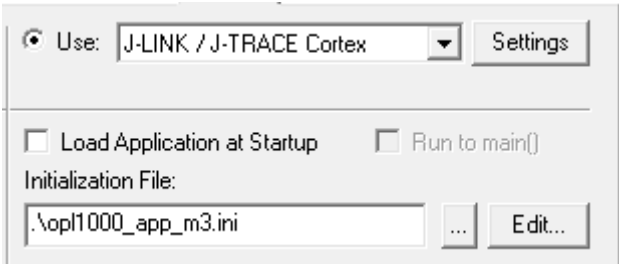 Use: J-LINK / J-TRACE Cortex Settings
Load Application at Startup Run to main()
Initialization File:
.\opl1000_app_m3.ini ... Edit...